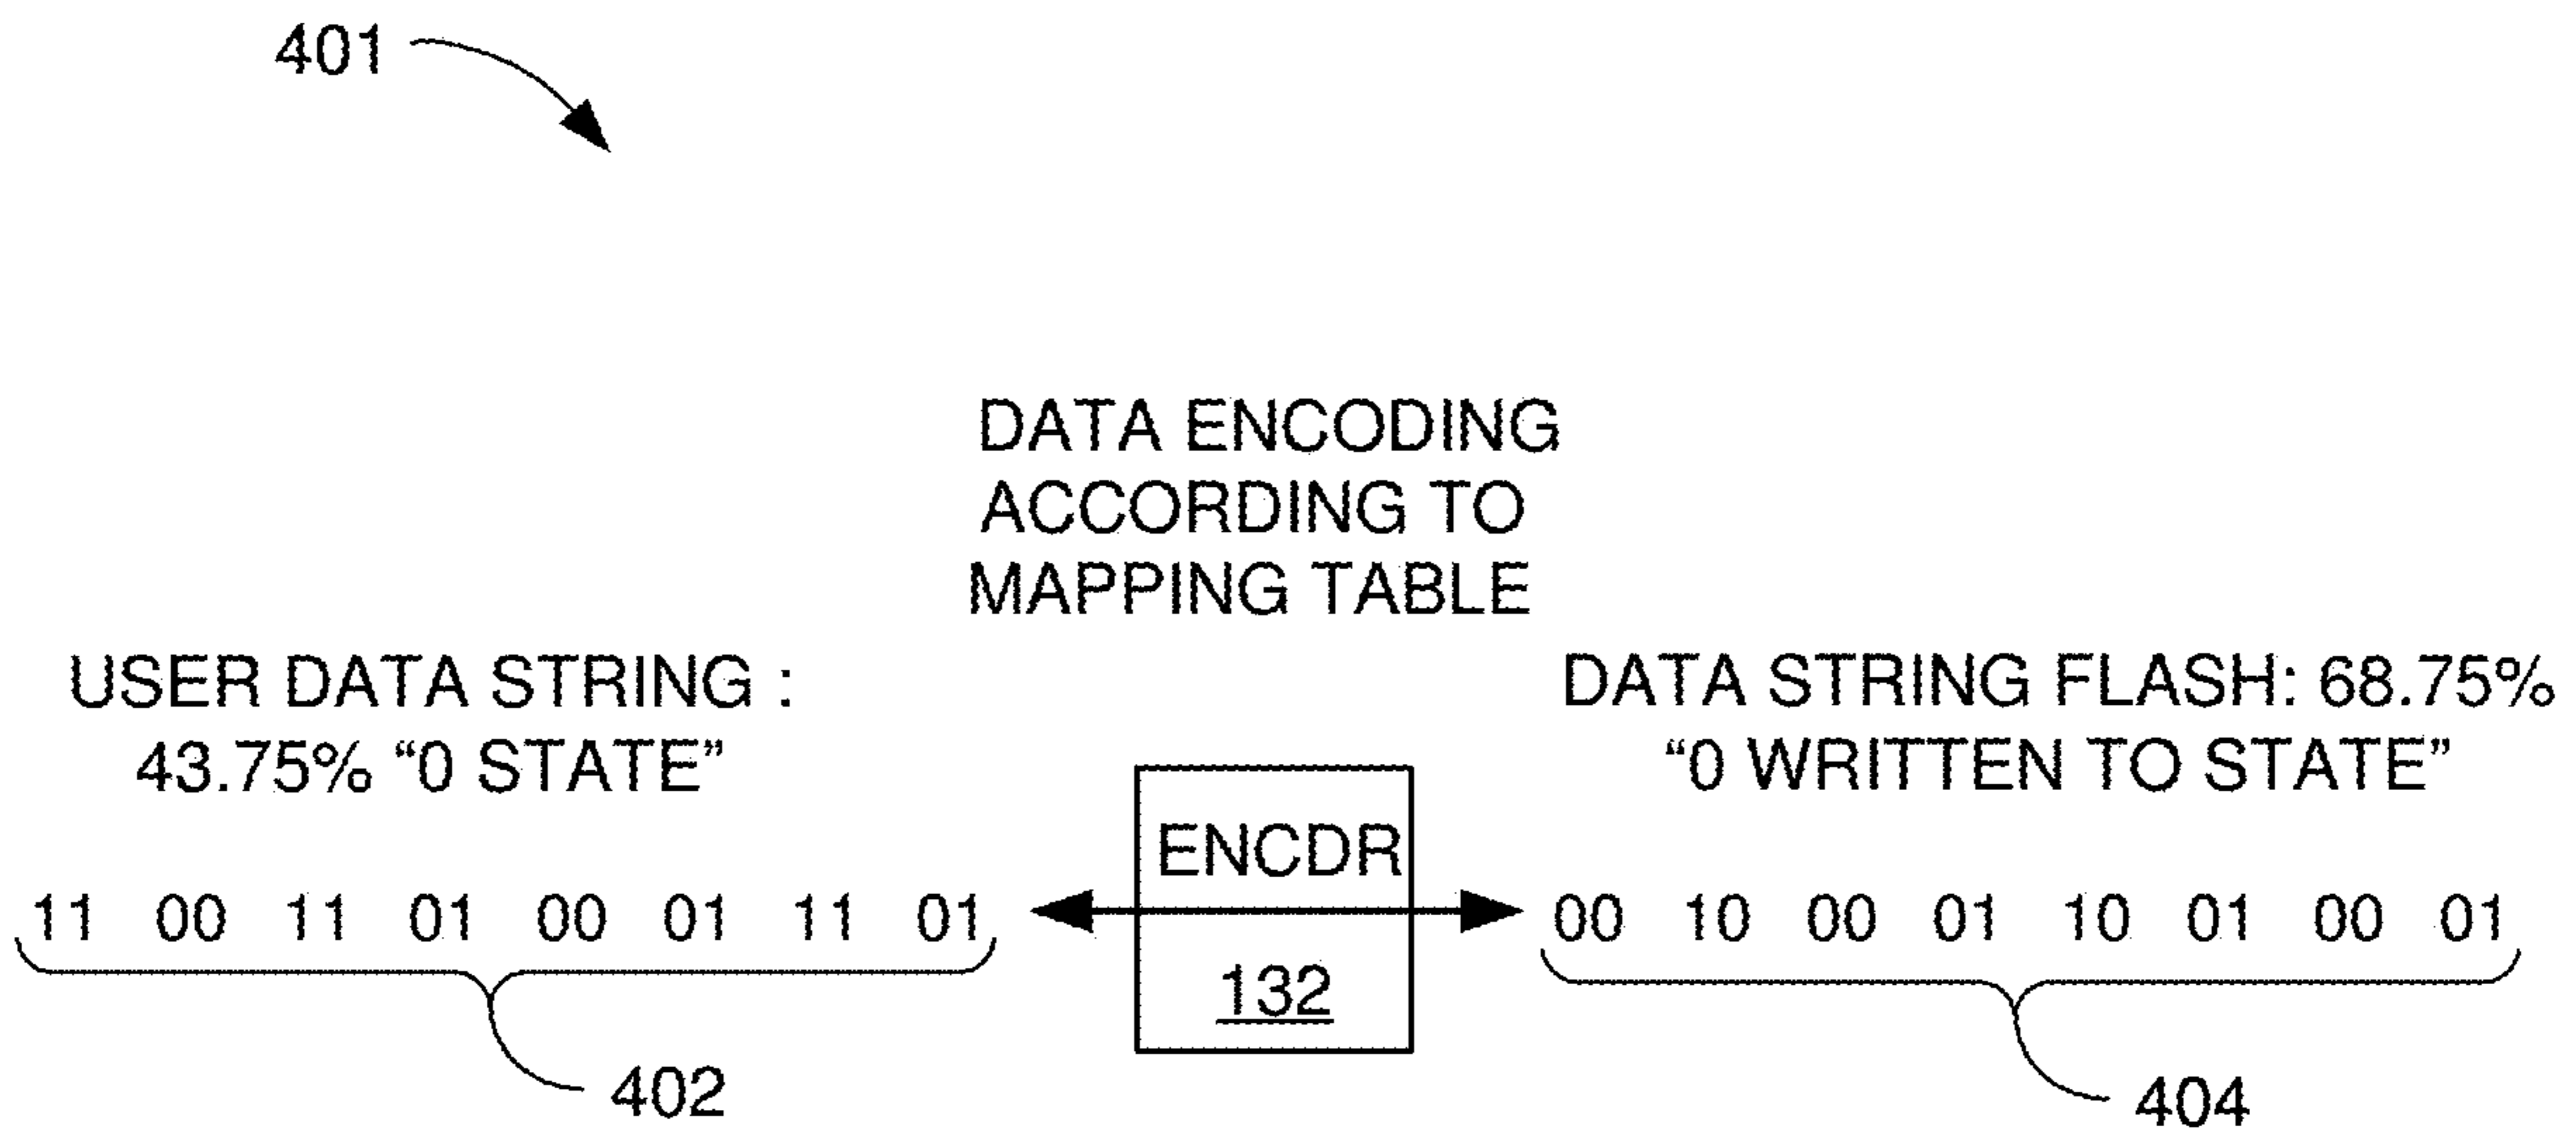 401
DATA ENCODING
ACCORDING TO
MAPPING TABLE
USER DATA STRING :
43.75% “0 STATE”
DATA STRING FLASH: 68.75%
“0 WRITTEN TO STATE”
ENCDR
132
11 00 11 01 00 01 11 01
00 10 00 01 10 01 00 01
402
404